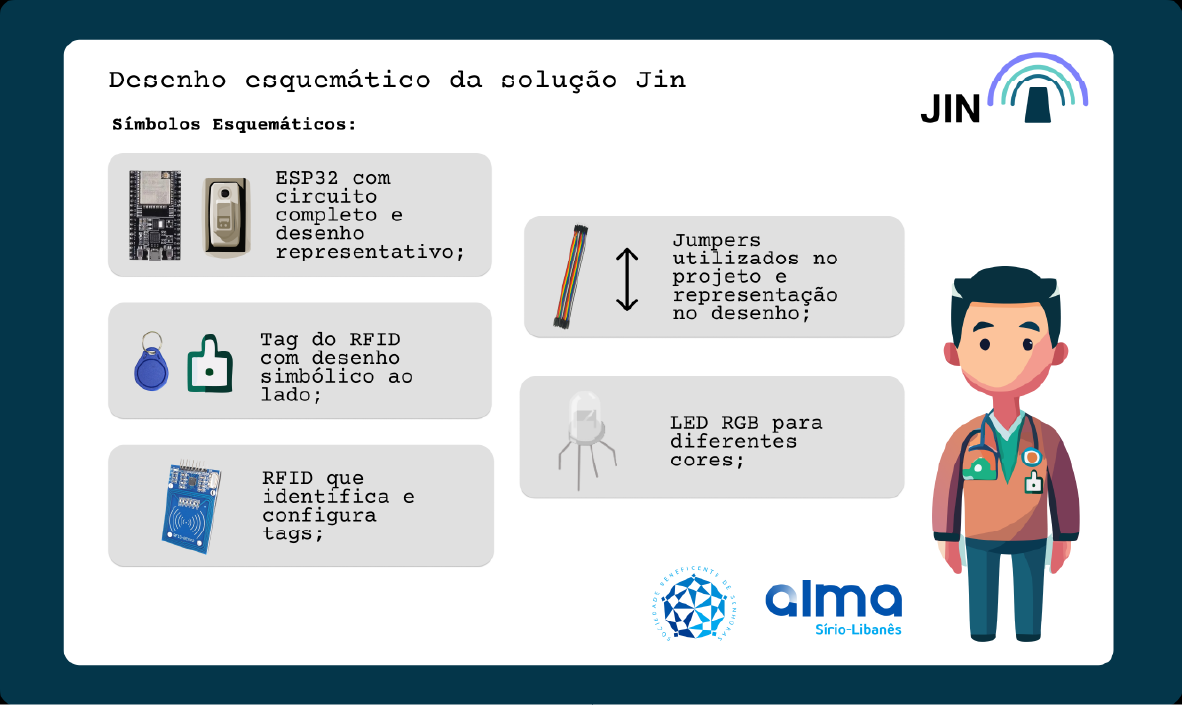 Desenho esquemático da solução Jin
JIN
Símbolos Esquemáticos:
ESP32 com
circuito
completo e
desenho
representativo;
Tag do RFID
com desenho
simbólico ao
lado;
RFID que
identifica e
configura
tags;
Jumpers
utilizados no
projeto e
representação
no desenho;
LED RGB para
diferentes
cores;
SOCIEDADE BENEFICENTE DE SENHORAS
alma
Sírio-Libanês